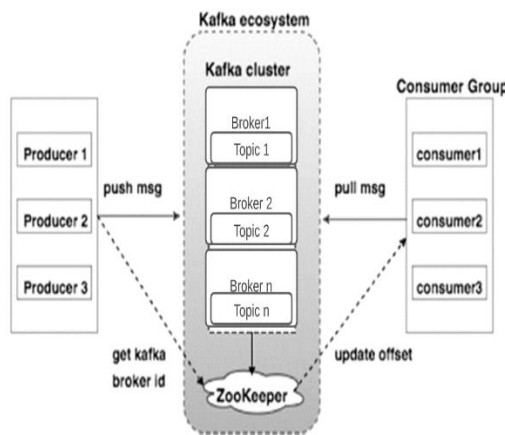 Kafka ecosystem
Kafka cluster
Broker1
Topic 1
Broker 2
Topic 2
Broker n
Topic n
ZooKeeper
Producer 1
Producer 2
Producer 3
push msg
get kafka
broker id
Consumer Group
consumer1
consumer2
consumer3
pull msg
update offset